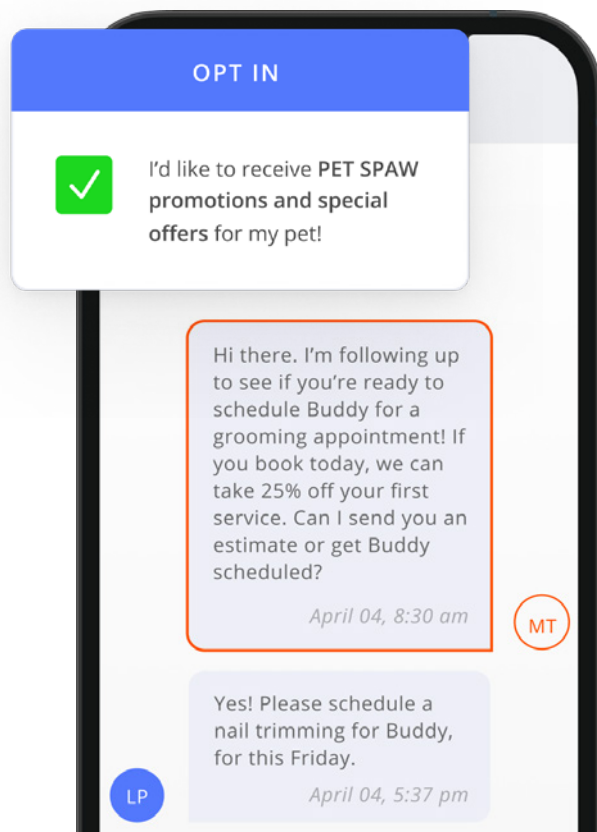 OPT IN
I'd like to receive PET SPAW
promotions and special
offers for my pet!
Hi there. I'm following up
to see if you're ready to
schedule Buddy for a
grooming appointment! If
you book today, we can
take 25% off your first
service. Can I send you an
estimate or get Buddy
scheduled?
April 04, 8:30 am
MT
Yes! Please schedule a
nail trimming for Buddy,
for this Friday.
April 04, 5:37 pm
LP